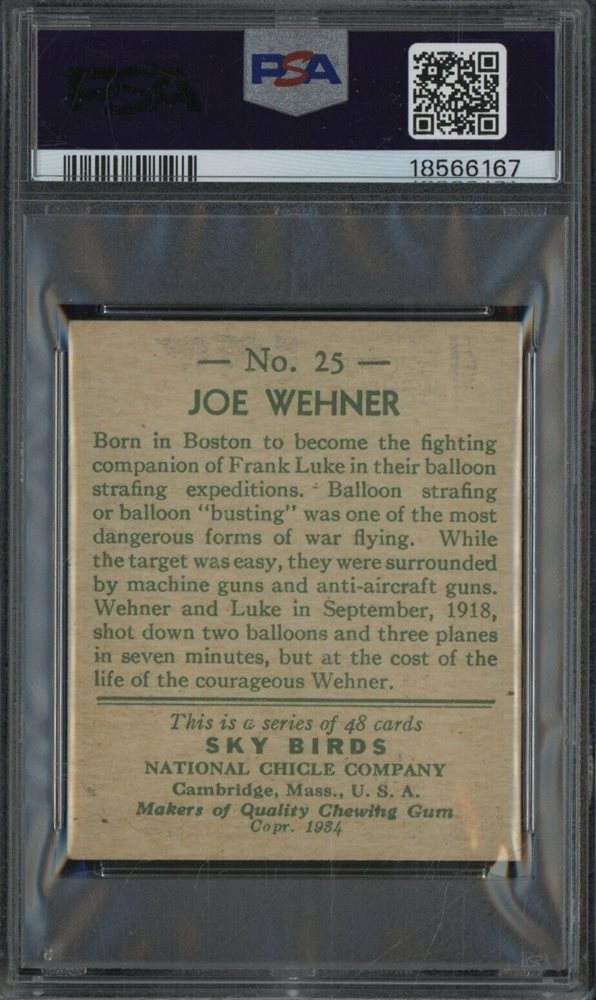 PSA
PSA
18566167
— No. 25 —
JOE WEHNER
Born in Boston to become the fighting
companion of Frank Luke in their balloon
strafing expeditions. Balloon strafing
or balloon "busting" was one of the most
dangerous forms of war flying. While
the target was easy, they were surrounded
by machine guns and anti-aircraft guns.
Wehner and Luke in September, 1918,
shot down two balloons and three planes
in seven minutes, but at the cost of the
life of the courageous Wehner.
This is a series of 48 cards
SKY BIRDS
NATIONAL CHICLE COMPANY
Cambridge, Mass., U. S. A.
Makers of Quality Chewing Gum
Copr. 1934